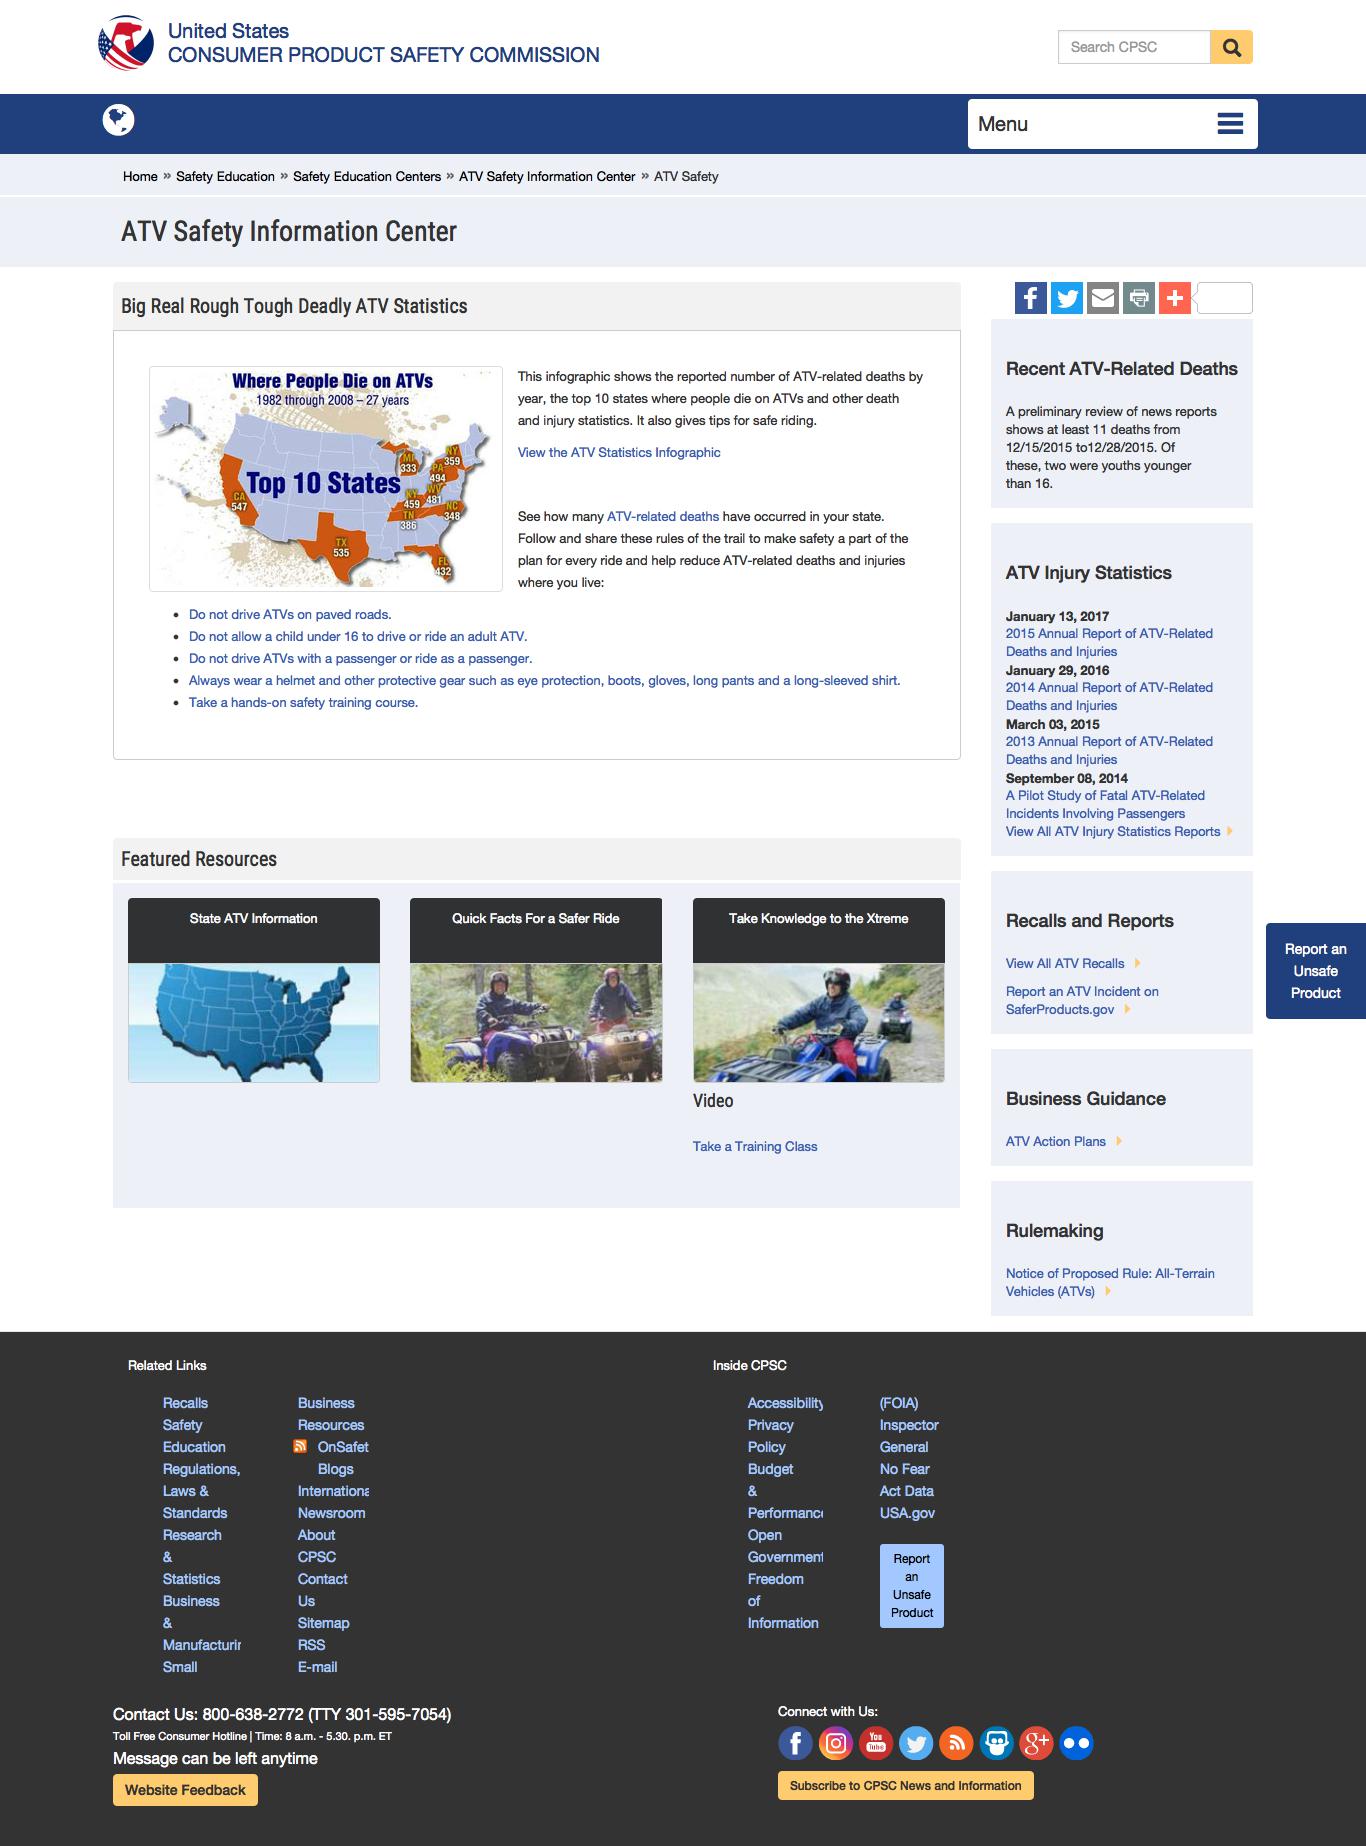 United States
CONSUMER PRODUCT SAFETY COMMISSION
Search CPSC
Menu
Home » Safety Education » Safety Education Centers » ATV Safety Information Center » ATV Safety
ATV Safety Information Center
Big Real Rough Tough Deadly ATV Statistics
Where People Die on ATVs
1982 through 2008 – 27 years
Top 10 States
MI
333
NY
359
PA
494
WV
481
KY
459
NC
348
TN
386
CA
547
TX
535
FL
432
This infographic shows the reported number of ATV-related deaths by
year, the top 10 states where people die on ATVs and other death
and injury statistics. It also gives tips for safe riding.
View the ATV Statistics Infographic
See how many ATV-related deaths have occurred in your state.
Follow and share these rules of the trail to make safety a part of the
plan for every ride and help reduce ATV-related deaths and injuries
where you live:
• Do not drive ATVs on paved roads.
• Do not allow a child under 16 to drive or ride an adult ATV.
• Do not drive ATVs with a passenger or ride as a passenger.
• Always wear a helmet and other protective gear such as eye protection, boots, gloves, long pants and a long-sleeved shirt.
• Take a hands-on safety training course.
Featured Resources
State ATV Information
Quick Facts For a Safer Ride
Take Knowledge to the Xtreme
Video
Take a Training Class
Recent ATV-Related Deaths
A preliminary review of news reports
shows at least 11 deaths from
12/15/2015 to12/28/2015. Of
these, two were youths younger
than 16.
ATV Injury Statistics
January 13, 2017
2015 Annual Report of ATV-Related
Deaths and Injuries
January 29, 2016
2014 Annual Report of ATV-Related
Deaths and Injuries
March 03, 2015
2013 Annual Report of ATV-Related
Deaths and Injuries
September 08, 2014
A Pilot Study of Fatal ATV-Related
Incidents Involving Passengers
View All ATV Injury Statistics Reports
Recalls and Reports
View All ATV Recalls
Report an ATV Incident on
SaferProducts.gov
Business Guidance
ATV Action Plans
Rulemaking
Notice of Proposed Rule: All-Terrain
Vehicles (ATVs)
Report an
Unsafe
Product
Related Links
Recalls
Safety
Education
Regulations,
Laws &
Standards
Research
&
Statistics
Business
&
Manufacturin
Small
Business
Resources
OnSafet
Blogs
Internationa
Newsroom
About
CPSC
Contact
Us
Sitemap
RSS
E-mail
Inside CPSC
Accessibility
Privacy
Policy
Budget
&
Performance
Open
Government
Freedom
of
Information
(FOIA)
Inspector
General
No Fear
Act Data
USA.gov
Report
an
Unsafe
Product
Contact Us: 800-638-2772 (TTY 301-595-7054)
Toll Free Consumer Hotline | Time: 8 a.m. - 5.30. p.m. ET
Message can be left anytime
Website Feedback
Connect with Us:
You
Tube
g+
Subscribe to CPSC News and Information